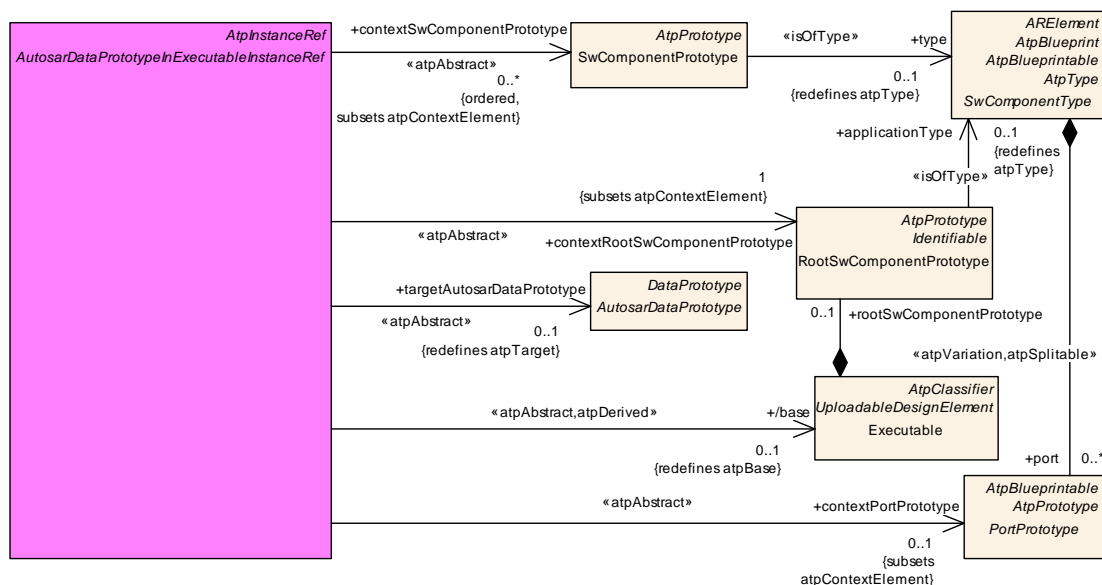 AtpInstanceRef
AutosarDataPrototypeInExecutableInstanceRef
+contextSwComponentPrototype
«atpAbstract»
0..*
{ordered,
subsets atpContextElement}
AtpPrototype
SwComponentPrototype
«isOfType»
+type
0..1
{redefines atpType}
ARElement
AtpBlueprint
AtpBlueprintable
AtpType
SwComponentType
+applicationType
0..1
{redefines
atpType}
«isOfType»
1
{subsets atpContextElement}
«atpAbstract»
+contextRootSwComponentPrototype
AtpPrototype
Identifiable
RootSwComponentPrototype
+targetAutosarDataPrototype
«atpAbstract»
0..1
{redefines atpTarget}
DataPrototype
AutosarDataPrototype
0..1
+rootSwComponentPrototype
«atpVariation,atpSplitable»
«atpAbstract,atpDerived»
+/base
0..1
{redefines atpBase}
AtpClassifier
UploadableDesignElement
Executable
+port
0..*
«atpAbstract»
+contextPortPrototype
0..1
{subsets
atpContextElement}
AtpBlueprintable
AtpPrototype
PortPrototype